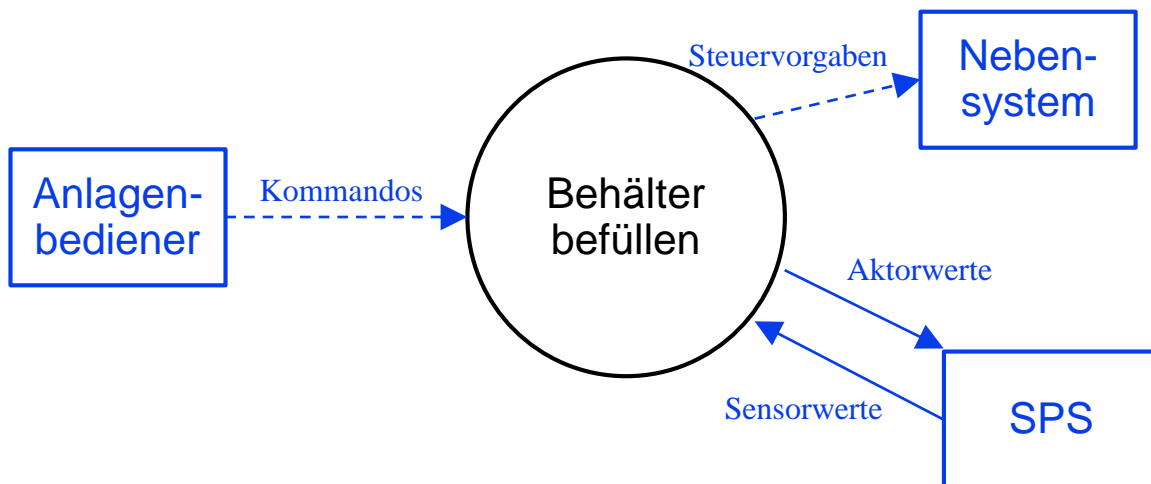 Steuervorgaben
Neben-
system
Anlagen-
bediener
Kommandos
Behälter
befüllen
Aktorwerte
Sensorwerte
SPS